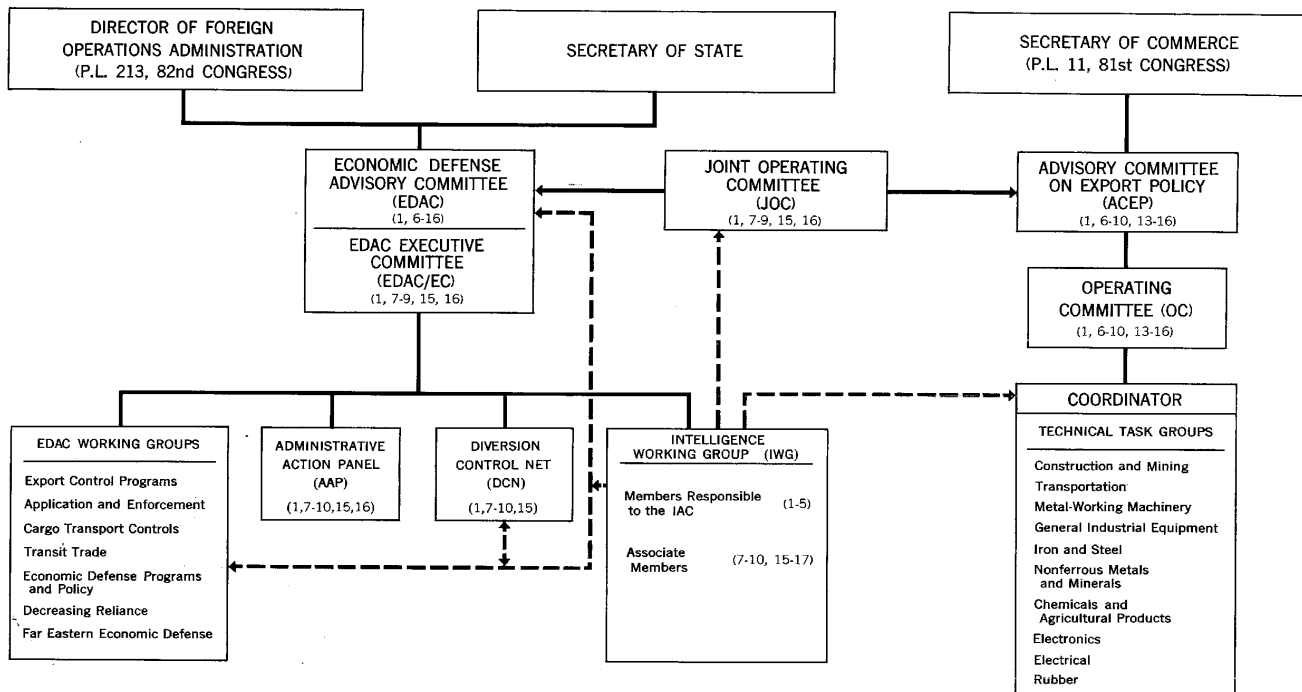 DIRECTOR OF FOREIGN
OPERATIONS ADMINISTRATION
(P.L. 213, 82nd CONGRESS)
SECRETARY OF STATE
SECRETARY OF COMMERCE
(P.L. 11, 81st CONGRESS)
ECONOMIC DEFENSE
ADVISORY COMMITTEE
(EDAC)
(1, 6-16)
EDAC EXECUTIVE
COMMITTEE
(EDAC/EC)
(1, 7-9, 15, 16)
JOINT OPERATING
COMMITTEE
(JOC)
(1, 7-9, 15, 16)
ADVISORY COMMITTEE
ON EXPORT POLICY
(ACEP)
(1, 6-10, 13-16)
OPERATING
COMMITTEE (OC)
(1, 6-10, 13-16)
EDAC WORKING GROUPS
Export Control Programs
Application and Enforcement
Cargo Transport Controls
Transit Trade
Economic Defense Programs
and Policy
Decreasing Reliance
Far Eastern Economic Defense
ADMINISTRATIVE
ACTION PANEL
(AAP)
(1,7-10,15,16)
DIVERSION
CONTROL NET
(DCN)
(1,7-10,15)
INTELLIGENCE
WORKING GROUP (IWG)
Members Responsible (1-5)
to the IAC
Associate (7-10, 15-17)
Members
COORDINATOR
TECHNICAL TASK GROUPS
Construction and Mining
Transportation
Metal-Working Machinery
General Industrial Equipment
Iron and Steel
Nonferrous Metals
and Minerals
Chemicals and
Agricultural Products
Electronics
Electrical
Rubber